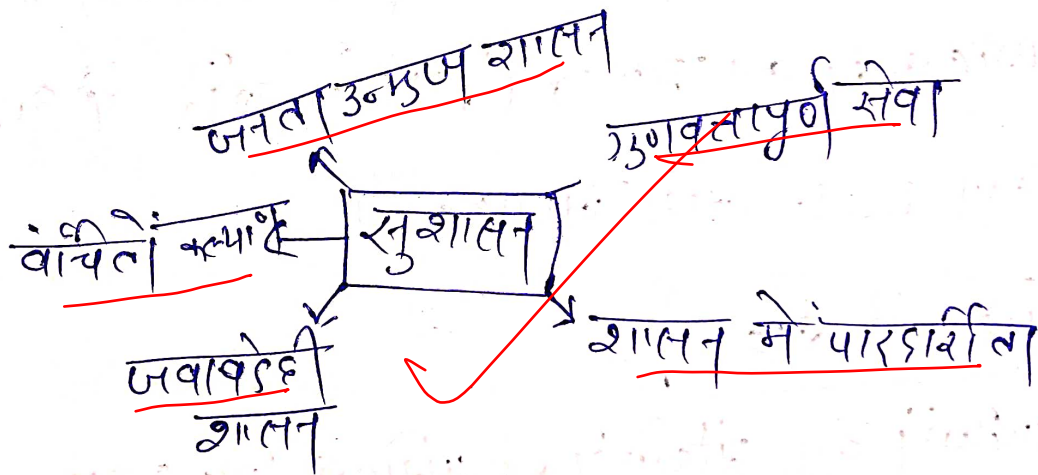 जनता उन्मुख शासन
गुणवत्तापूर्ण सेवा
वंचितों कल्याण
सुशासन
शासन में पारदर्शिता
जवाबदेही
शासन